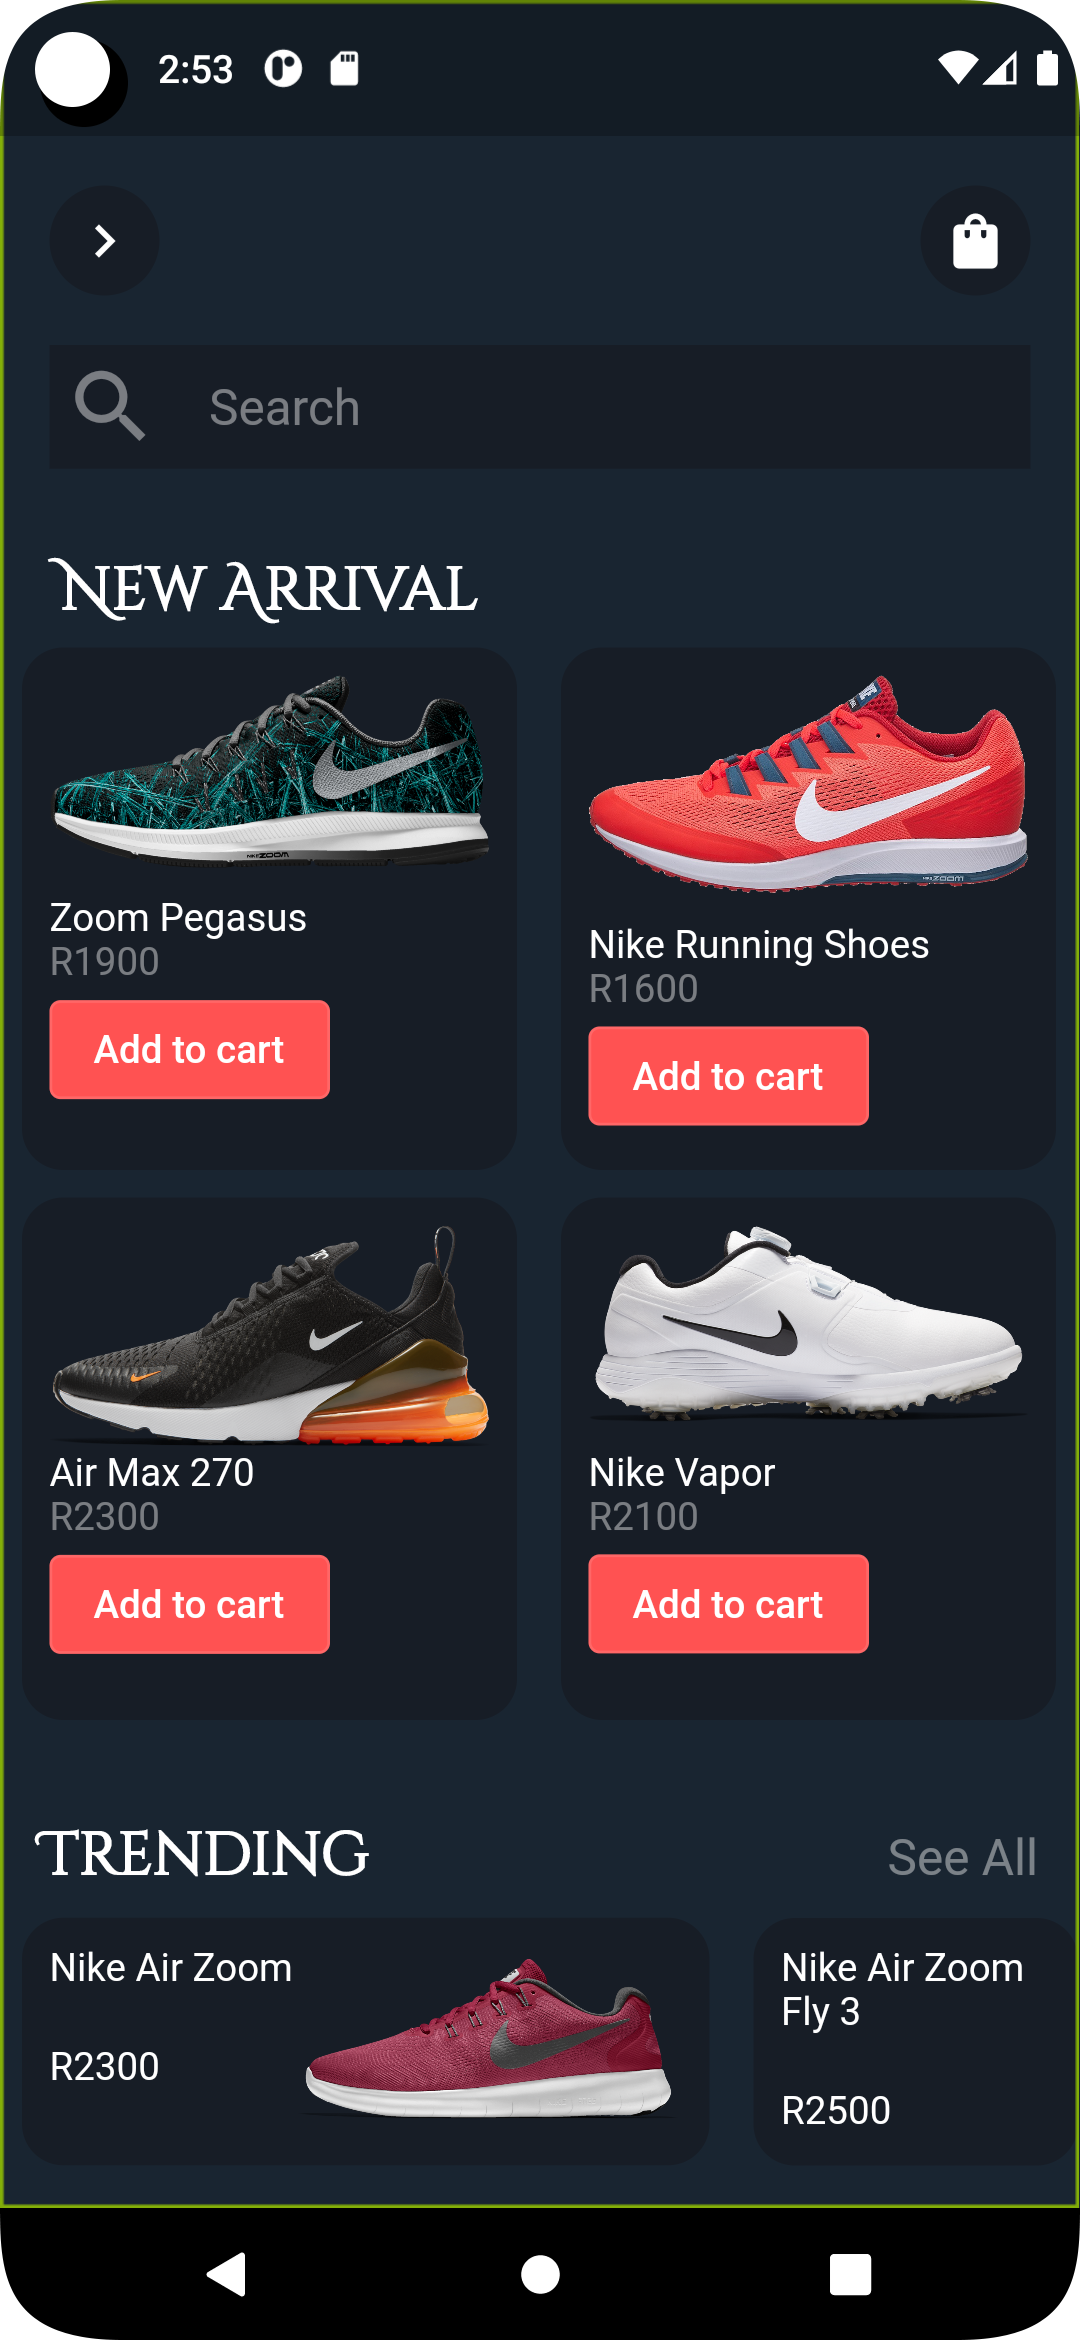 2:53
Search
New Arrival
Zoom Pegasus
R1900
Add to cart
Nike Running Shoes
R1600
Add to cart
Air Max 270
R2300
Add to cart
Nike Vapor
R2100
Add to cart
Trending
See All
Nike Air Zoom
R2300
Nike Air Zoom
Fly 3
R2500